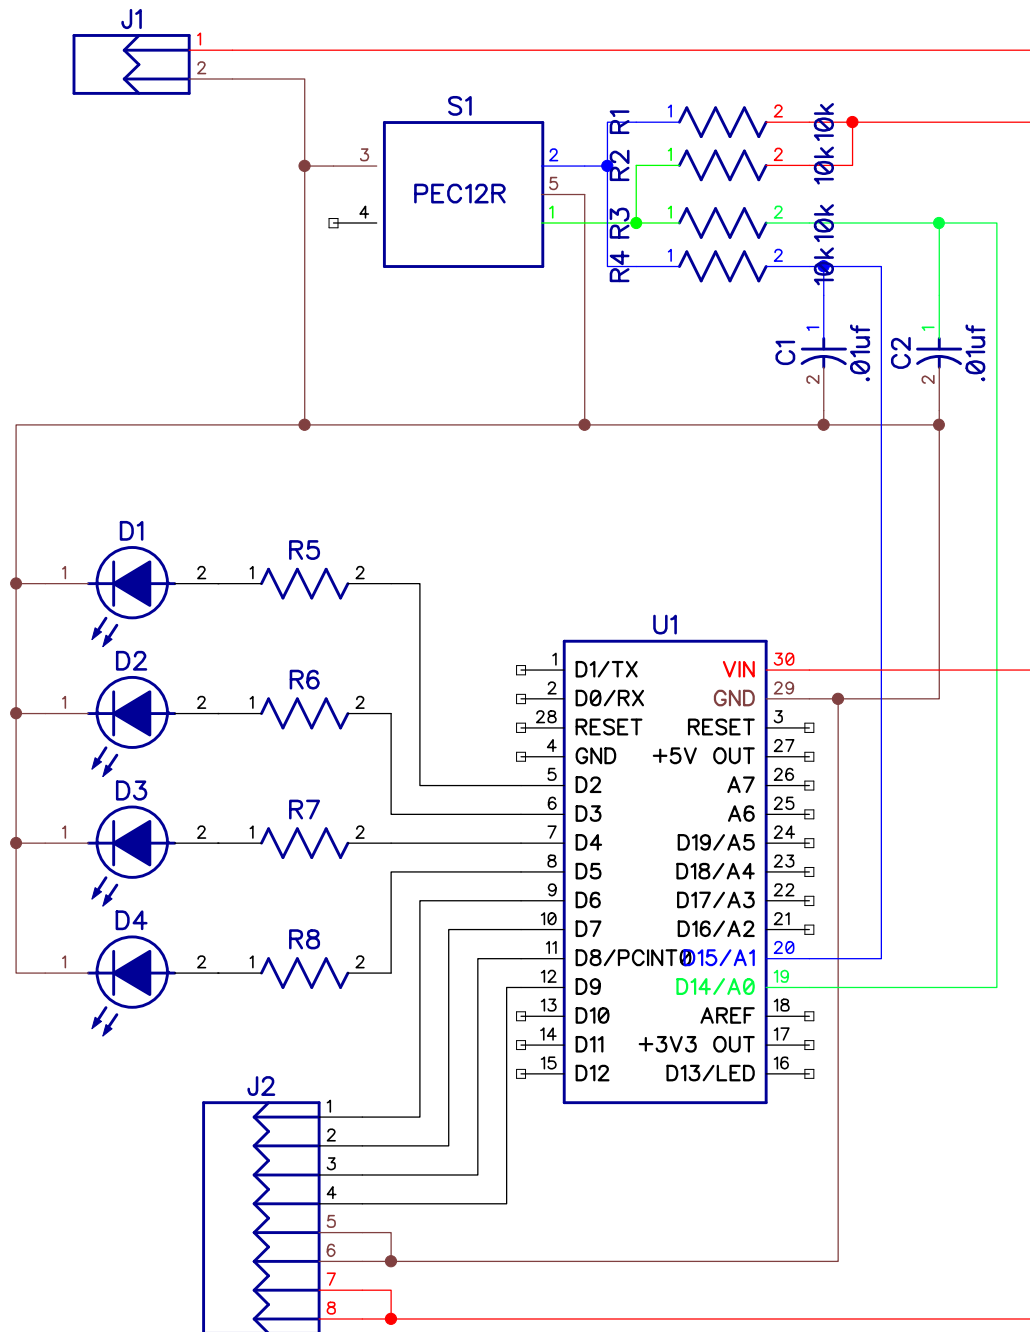 J1
1
2
S1
PEC12R
3
4
2
5
1
R1 1 2 10k
R2 1 2 10k
R3 1 2 10k
R4 1 2 10k
C1 1 2 .01uf
C2 1 2 .01uf
D1
1 2
R5
1 2
D2
1 2
R6
1 2
D3
1 2
R7
1 2
D4
1 2
R8
1 2
U1
1 D1/TX VIN 30
2 D0/RX GND 29
28 RESET RESET 3
4 GND +5V OUT 27
5 D2 A7 26
6 D3 A6 25
7 D4 D19/A5 24
8 D5 D18/A4 23
9 D6 D17/A3 22
10 D7 D16/A2 21
11 D8/PCINT0 D15/A1 20
12 D9 D14/A0 19
13 D10 AREF 18
14 D11 +3V3 OUT 17
15 D12 D13/LED 16
J2
1
2
3
4
5
6
7
8